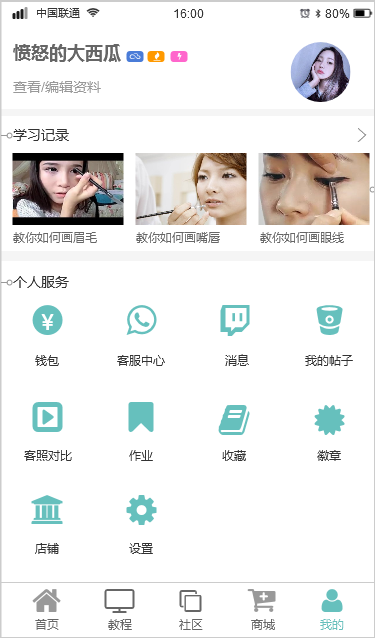 中国联通 16:00 80%
愤怒的大西瓜
查看/编辑资料
学习记录
教你如何画眉毛 教你如何画嘴唇 教你如何画眼线
个人服务
¥
钱包 客服中心 消息 我的帖子
客照对比 作业 收藏 徽章
店铺 设置
首页 教程 社区 商城 我的